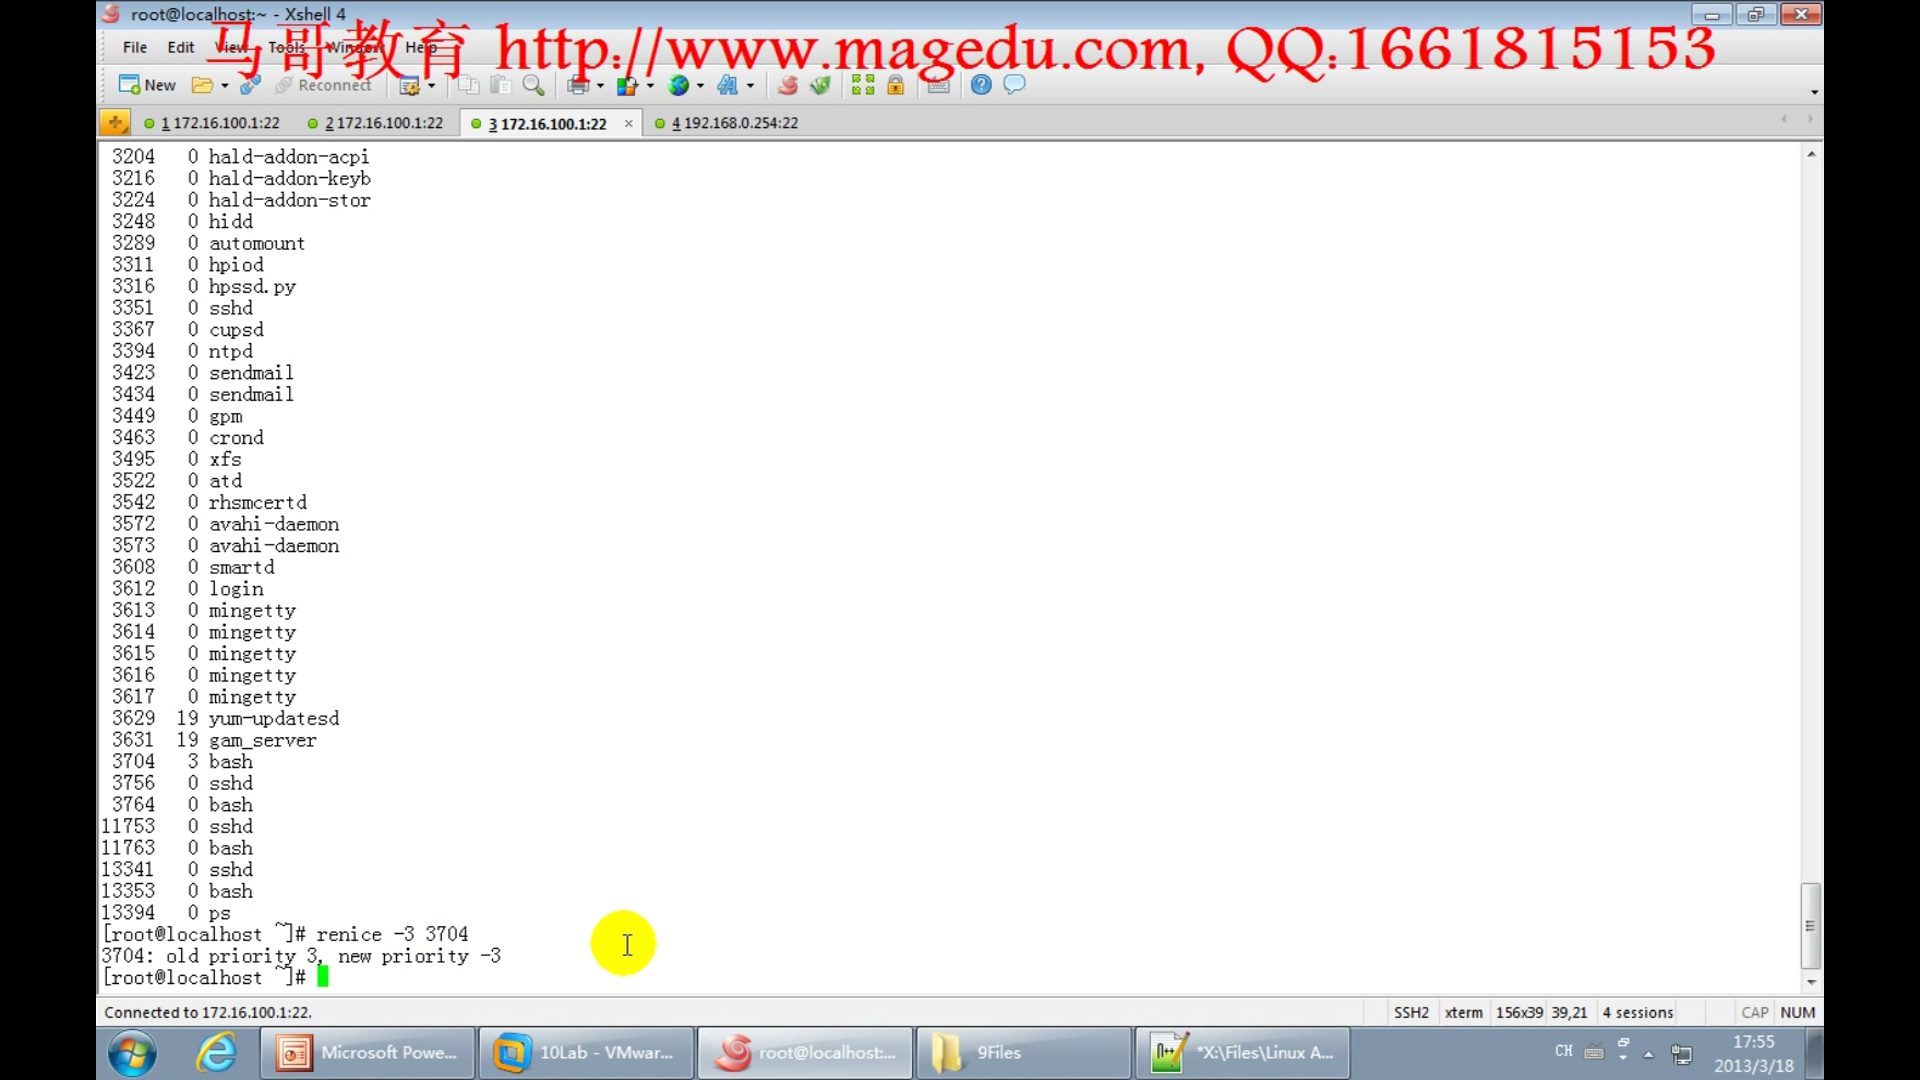 root@localhost:~ - Xshell 4
马哥教育 http://www.magedu.com, QQ:1661815153
File Edit View Tools Window Help
New Reconnect
1 172.16.100.1:22 2 172.16.100.1:22 3 172.16.100.1:22 × 4 192.168.0.254:22
3204 0 hald-addon-acpi
3216 0 hald-addon-keyb
3224 0 hald-addon-stor
3248 0 hidd
3289 0 automount
3311 0 hpiod
3316 0 hpssd.py
3351 0 sshd
3367 0 cupsd
3394 0 ntpd
3423 0 sendmail
3434 0 sendmail
3449 0 gpm
3463 0 crond
3495 0 xfs
3522 0 atd
3542 0 rhsmcertd
3572 0 avahi-daemon
3573 0 avahi-daemon
3608 0 smartd
3612 0 login
3613 0 mingetty
3614 0 mingetty
3615 0 mingetty
3616 0 mingetty
3617 0 mingetty
3629 19 yum-updatesd
3631 19 gam_server
3704 3 bash
3756 0 sshd
3764 0 bash
11753 0 sshd
11763 0 bash
13341 0 sshd
13353 0 bash
13394 0 ps
[root@localhost ~]# renice -3 3704
3704: old priority 3, new priority -3
[root@localhost ~]#
Connected to 172.16.100.1:22. SSH2 xterm 156x39 39,21 4 sessions CAP NUM
Microsoft Powe... 10Lab - VMwar... root@localhost:... 9Files *X:\Files\Linux A... CH 17:55
2013/3/18